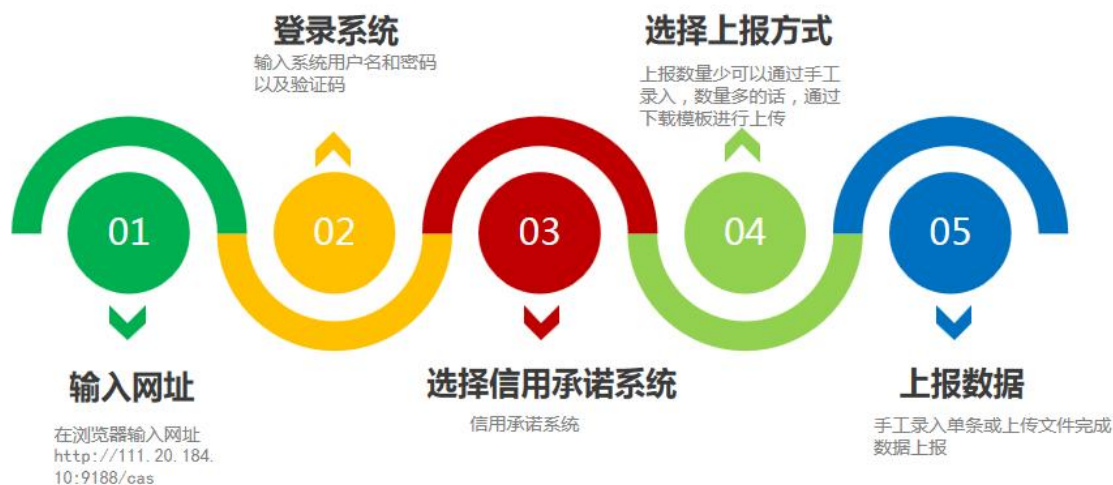 登录系统
输入系统用户名和密码
以及验证码
选择上报方式
上报数量少可以通过手工
录入，数量多的话，通过
下载模板进行上传
01
02
03
04
05
输入网址
在浏览器输入网址
http://111.20.184.
10:9188/cas
选择信用承诺系统
信用承诺系统
上报数据
手工录入单条或上传文件完成
数据上报